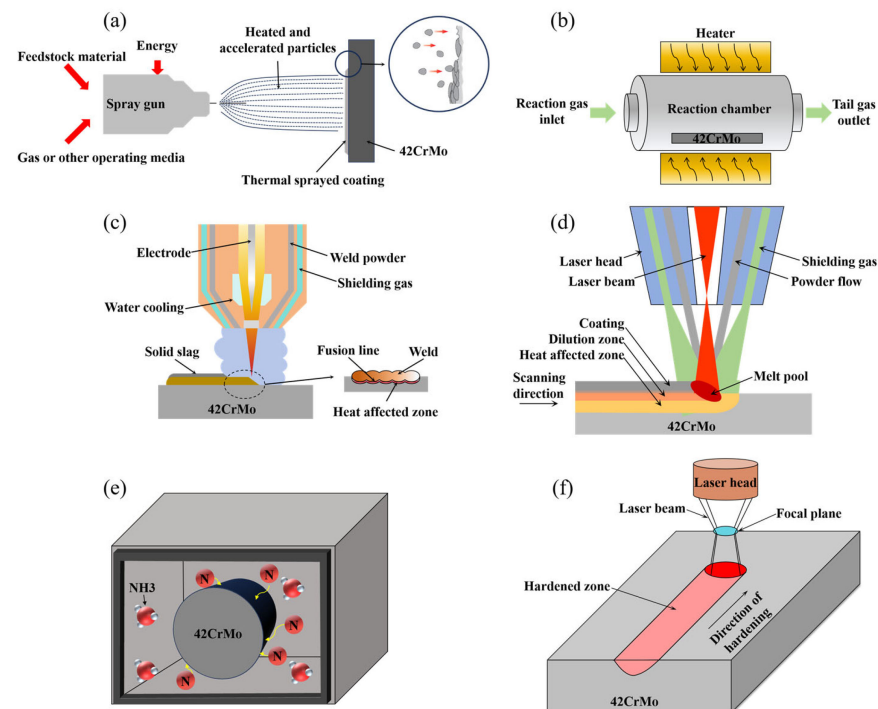 (a)
Heated and
accelerated particles
Energy
Feedstock material
Spray gun
Gas or other operating media
42CrMo
Thermal sprayed coating
(b)
Heater
Reaction gas
inlet
Reaction chamber
Tail gas
outlet
42CrMo
(c)
Electrode
Weld powder
Shielding gas
Water cooling
Solid slag
Fusion line
Weld
Heat affected zone
42CrMo
(d)
Laser head
Laser beam
Shielding gas
Powder flow
Coating
Dilution zone
Heat affected zone
Scanning
direction
Melt pool
42CrMo
(e)
NH3
N
N
N
N
N
42CrMo
(f)
Laser head
Laser beam
Focal plane
Hardened zone
Direction of
hardening
42CrMo